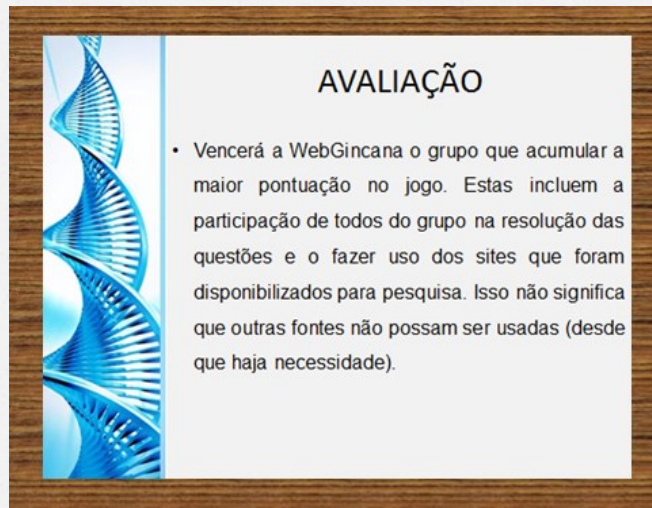 AVALIAÇÃO
• Vencerá a WebGincana o grupo que acumular a
maior pontuação no jogo. Estas incluem a
participação de todos do grupo na resolução das
questões e o fazer uso dos sites que foram
disponibilizados para pesquisa. Isso não significa
que outras fontes não possam ser usadas (desde
que haja necessidade).